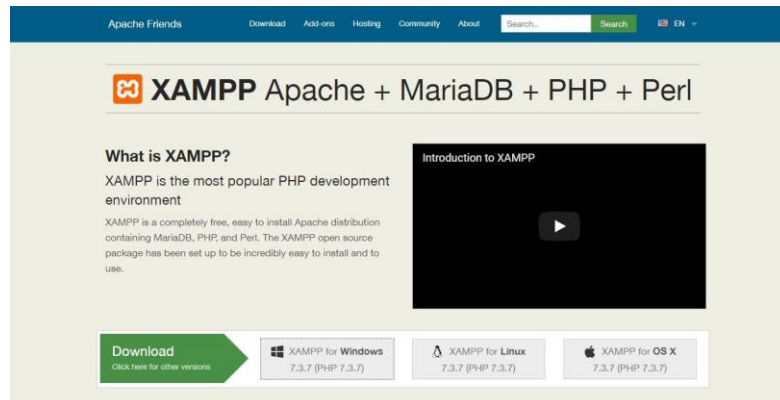 Apache Friends Download Add-ons Hosting Community About Search.. Search EN
XAMPP Apache + MariaDB + PHP + Perl
What is XAMPP?
XAMPP is the most popular PHP development
environment
XAMPP is a completely free, easy to install Apache distribution
containing MariaDB, PHP, and Perl. The XAMPP open source
package has been set up to be incredibly easy to install and to
use.
Introduction to XAMPP
Download
Click here for other versions
XAMPP for Windows
7.3.7 (PHP 7.3.7)
XAMPP for Linux
7.3.7 (PHP 7.3.7)
XAMPP for OS X
7.3.7 (PHP 7.3.7)